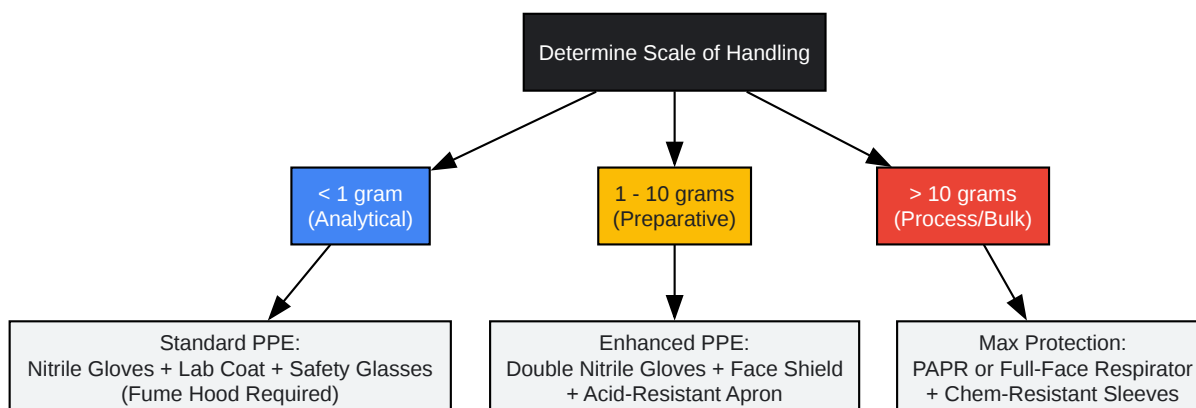 Determine Scale of Handling
< 1 gram
(Analytical)
1 - 10 grams
(Preparative)
> 10 grams
(Process/Bulk)
Standard PPE:
Nitrile Gloves + Lab Coat + Safety Glasses
(Fume Hood Required)
Enhanced PPE:
Double Nitrile Gloves + Face Shield
+ Acid-Resistant Apron
Max Protection:
PAPR or Full-Face Respirator
+ Chem-Resistant Sleeves